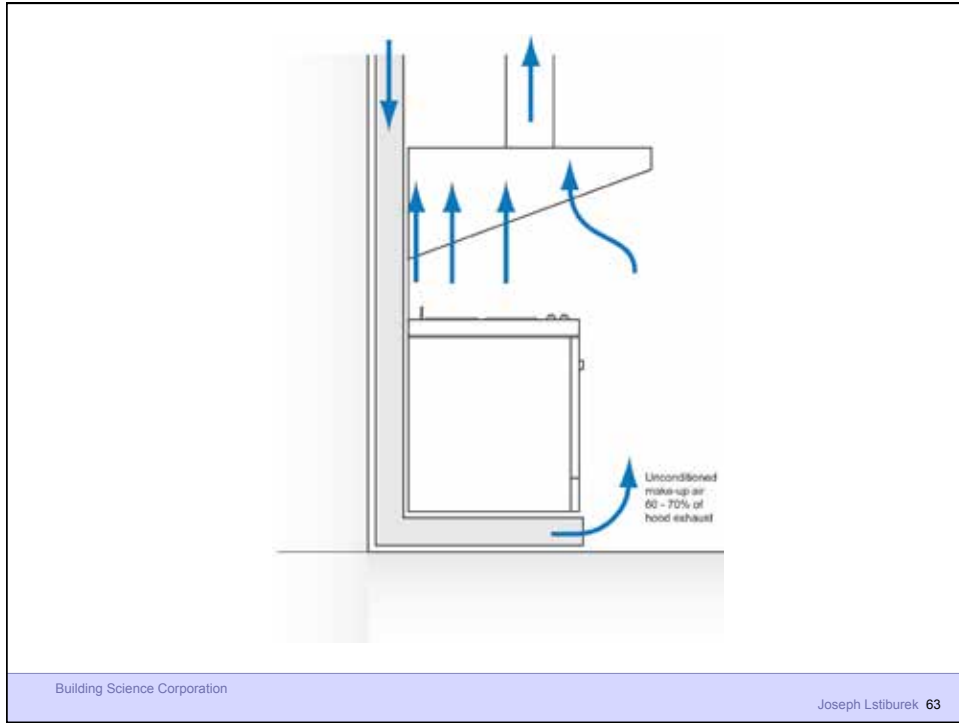 Unconditioned
make-up air
60 - 70% of
hood exhaust
Building Science Corporation
Joseph Lstiburek 63